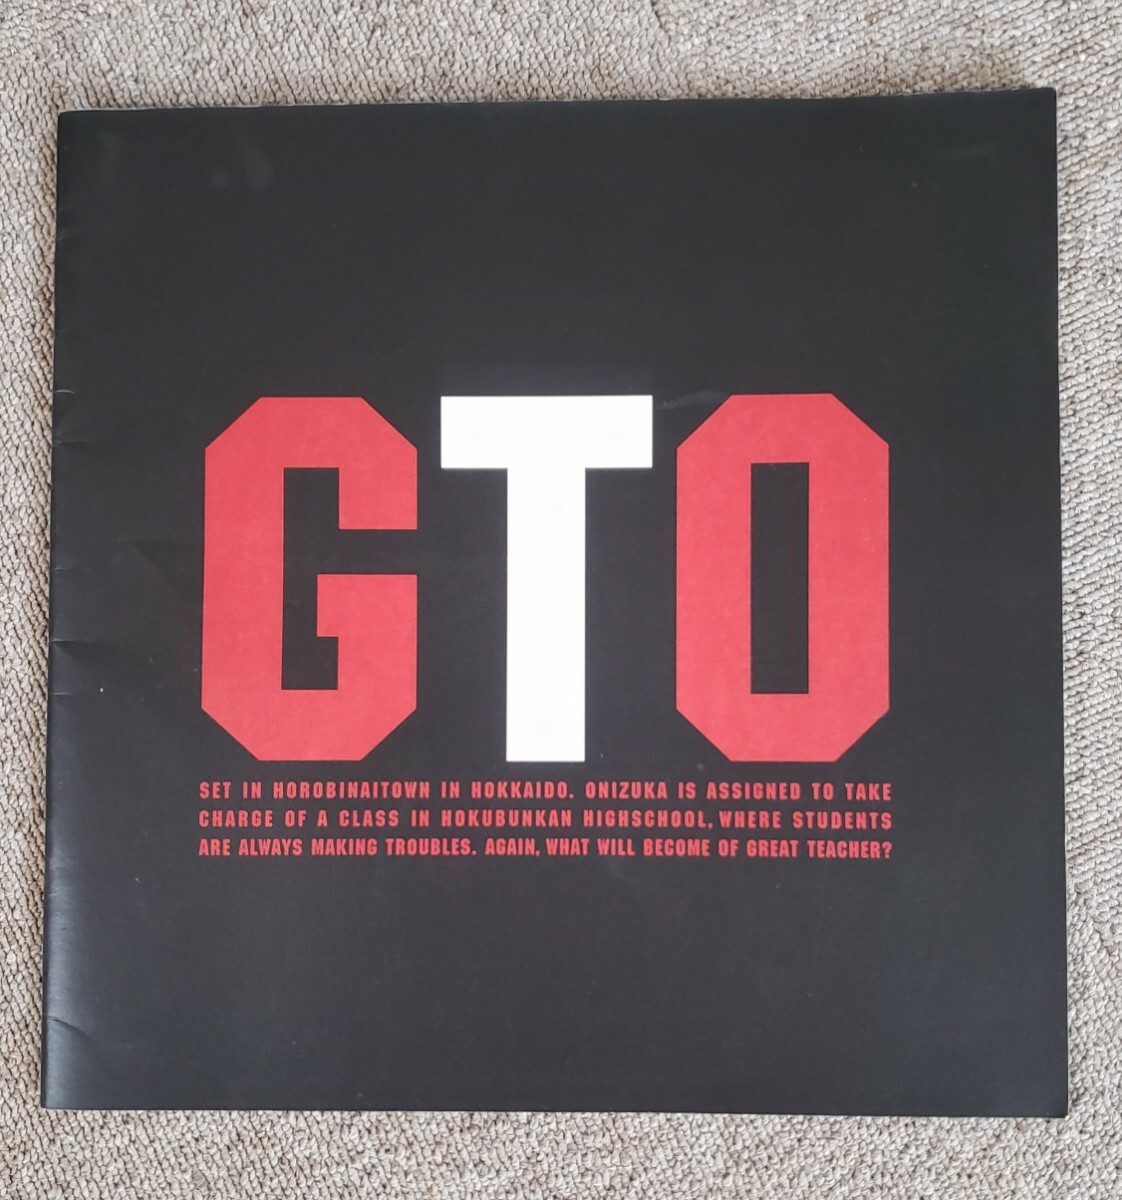 GTO
SET IN HOROBINAITOWN IN HOKKAIDO. ONIZUKA IS ASSIGNED TO TAKE
CHARGE OF A CLASS IN HOKUBUNKAN HIGHSCHOOL, WHERE STUDENTS
ARE ALWAYS MAKING TROUBLES. AGAIN, WHAT WILL BECOME OF GREAT TEACHER?